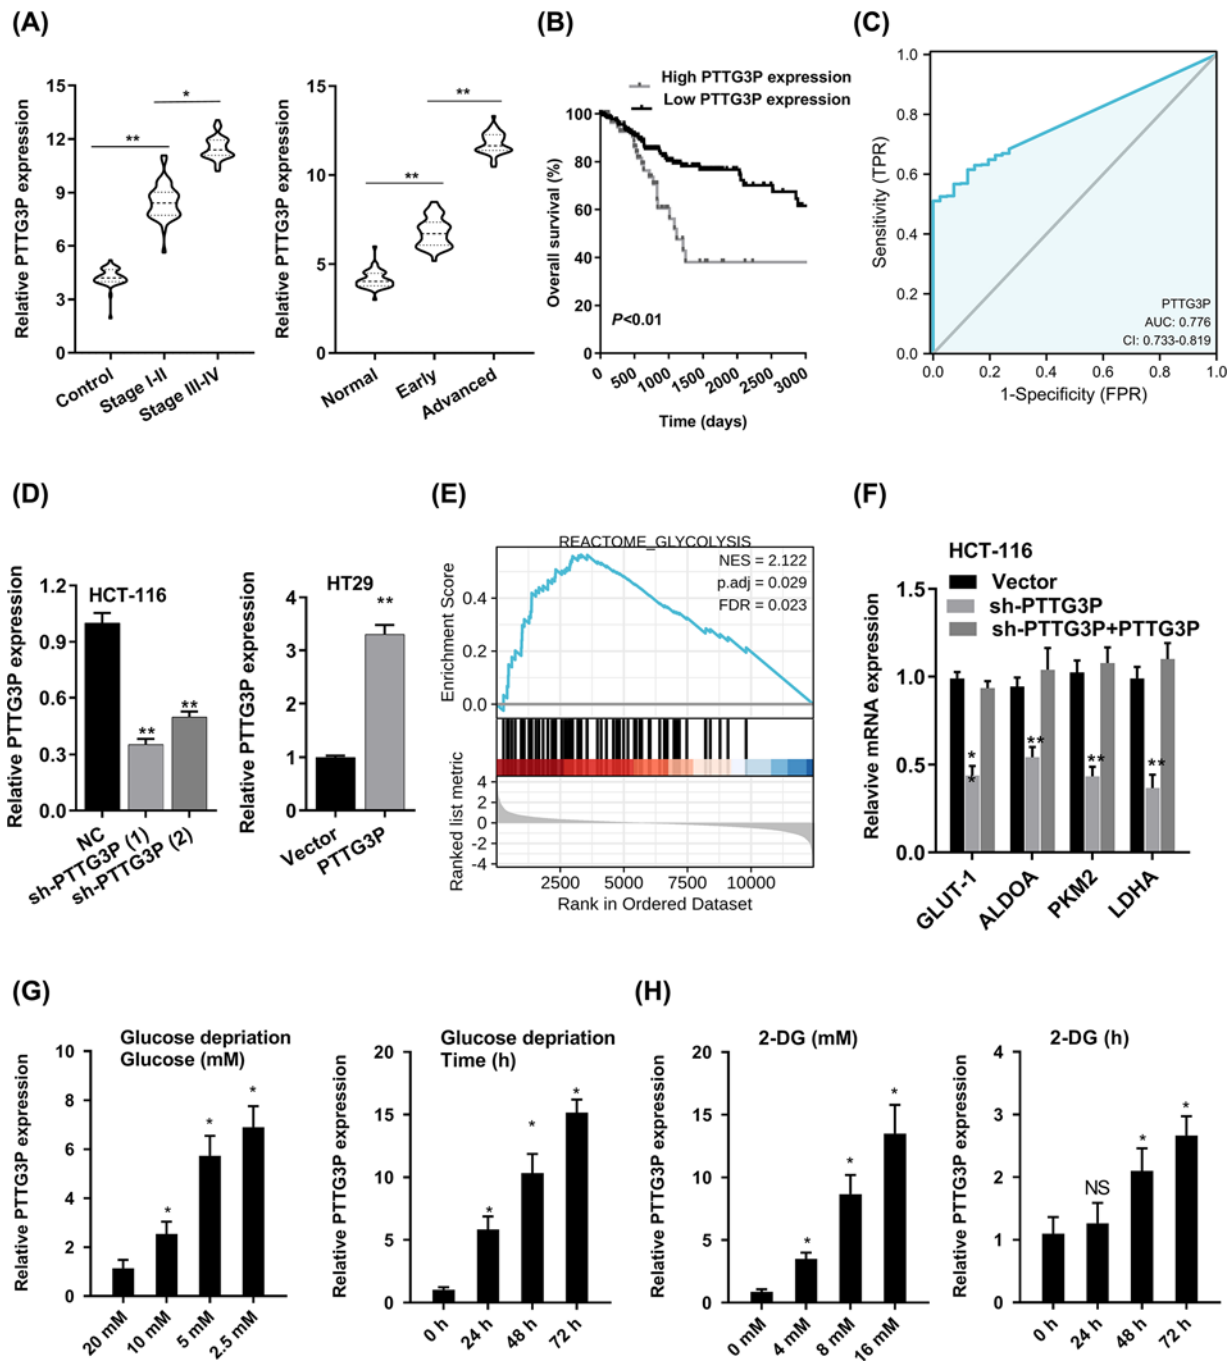 (A)
Relative PTTG3P expression
15
12
9
6
3
0
**
*
Control
Stage I-II
Stage III-IV
Relative PTTG3P expression
15
10
5
0
**
**
Normal
Early
Advanced
(B)
High PTTG3P expression
Low PTTG3P expression
Overall survival (%)
100
80
60
40
20
0
P<0.01
0
500
1000
1500
2000
2500
3000
Time (days)
(C)
Sensitivity (TPR)
1.0
0.8
0.6
0.4
0.2
0.0
PTTG3P
AUC: 0.776
CI: 0.733-0.819
0.0 0.2 0.4 0.6 0.8 1.0
1-Specificity (FPR)
(D)
Relative PTTG3P expression
1.2
0.9
0.6
0.3
0.0
HCT-116
**
**
NC
sh-PTTG3P (1)
sh-PTTG3P (2)
Relative PTTG3P expression
4
3
2
1
0
HT29
**
Vector
PTTG3P
(E)
REACTOME_GLYCOLYSIS
NES = 2.122
p.adj = 0.029
FDR = 0.023
Enrichment Score
0.4
0.2
0.0
Ranked list metric
4
2
0
-2
-4
2500 5000 7500 10000
Rank in Ordered Dataset
(F)
HCT-116
Vector
sh-PTTG3P
sh-PTTG3P+PTTG3P
Relavive mRNA expression
1.5
1.0
0.5
0.0
*
*
**
**
**
GLUT-1
ALDOA
PKM2
LDHA
(G)
Glucose depriation
Glucose (mM)
Relative PTTG3P expression
10
8
6
4
2
0
*
*
*
20 mM
10 mM
5 mM
2.5 mM
Glucose depriation
Time (h)
Relative PTTG3P expression
20
15
10
5
0
*
*
*
0 h
24 h
48 h
72 h
(H)
2-DG (mM)
Relative PTTG3P expression
20
15
10
5
0
*
*
*
0 mM
4 mM
8 mM
16 mM
2-DG (h)
Relative PTTG3P expression
4
3
2
1
0
NS
*
*
0 h
24 h
48 h
72 h